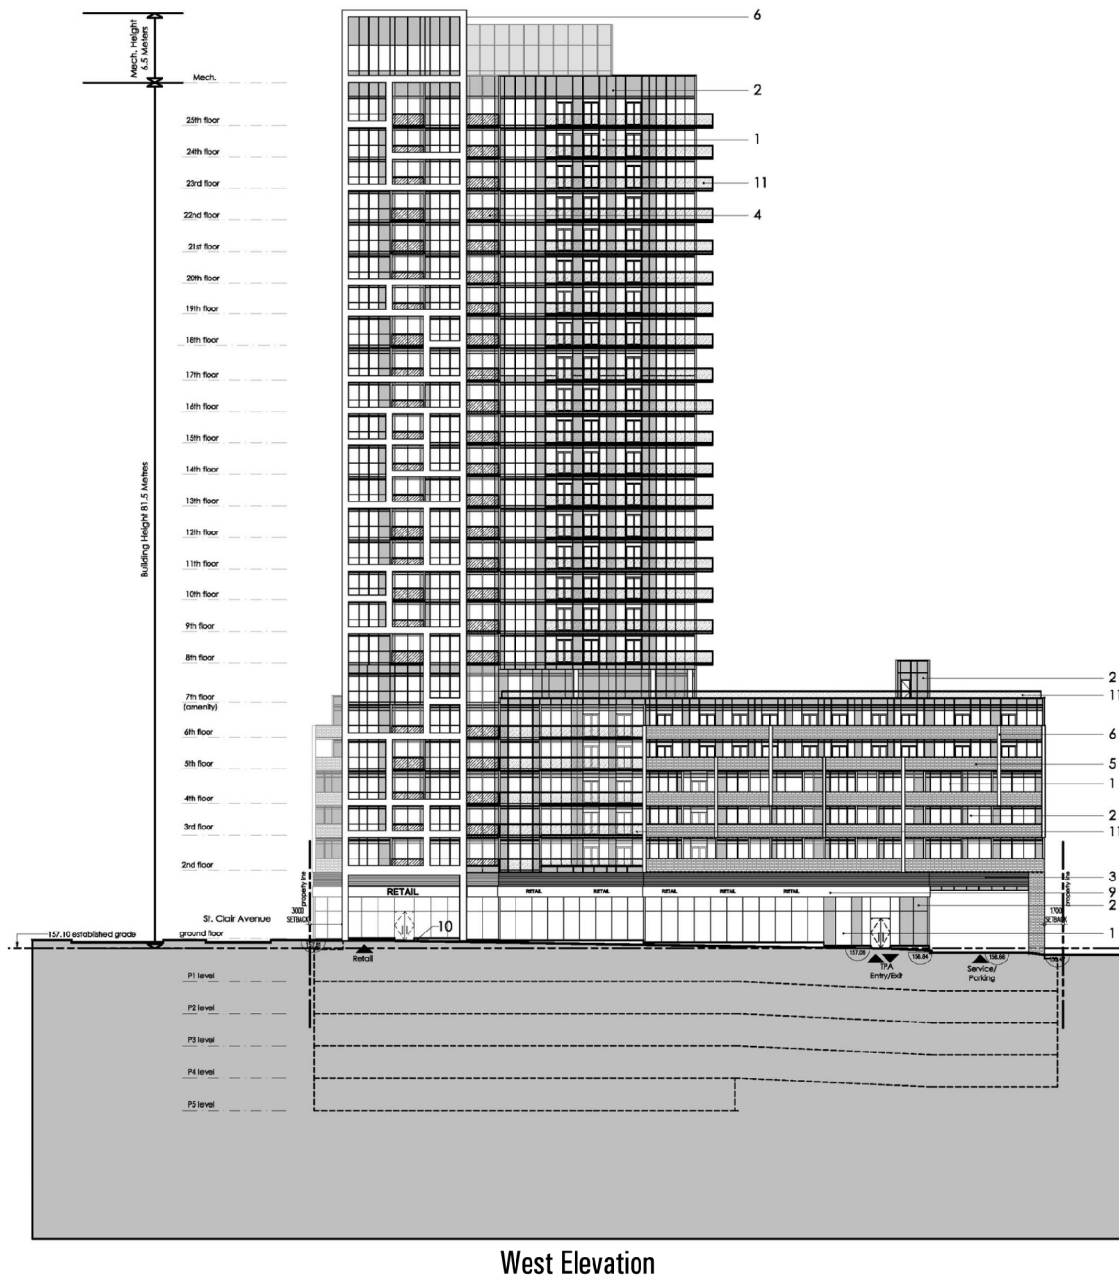 6
Mech. Height
6.5 Meters
Mech.
2
25th floor
1
24th floor
23rd floor
11
22nd floor
4
21st floor
20th floor
19th floor
18th floor
17th floor
16th floor
15th floor
14th floor
13th floor
Building Height 81.5 Metres
12th floor
11th floor
10th floor
9th floor
8th floor
2
7th floor
(amenity)
11
6th floor
6
5th floor
5
1
4th floor
2
3rd floor
11
2nd floor
3
property line
property line
RETAIL
RETAIL
RETAIL
RETAIL
RETAIL
RETAIL
9
2
3000
SETBACK
1700
SETBACK
St. Clair Avenue
10
157.10 established grade
ground floor
1
Retail
157.08
TPA
Entry/Exit
156.84
156.66
Service/
Parking
P1 level
P2 level
P3 level
P4 level
P5 level
West Elevation